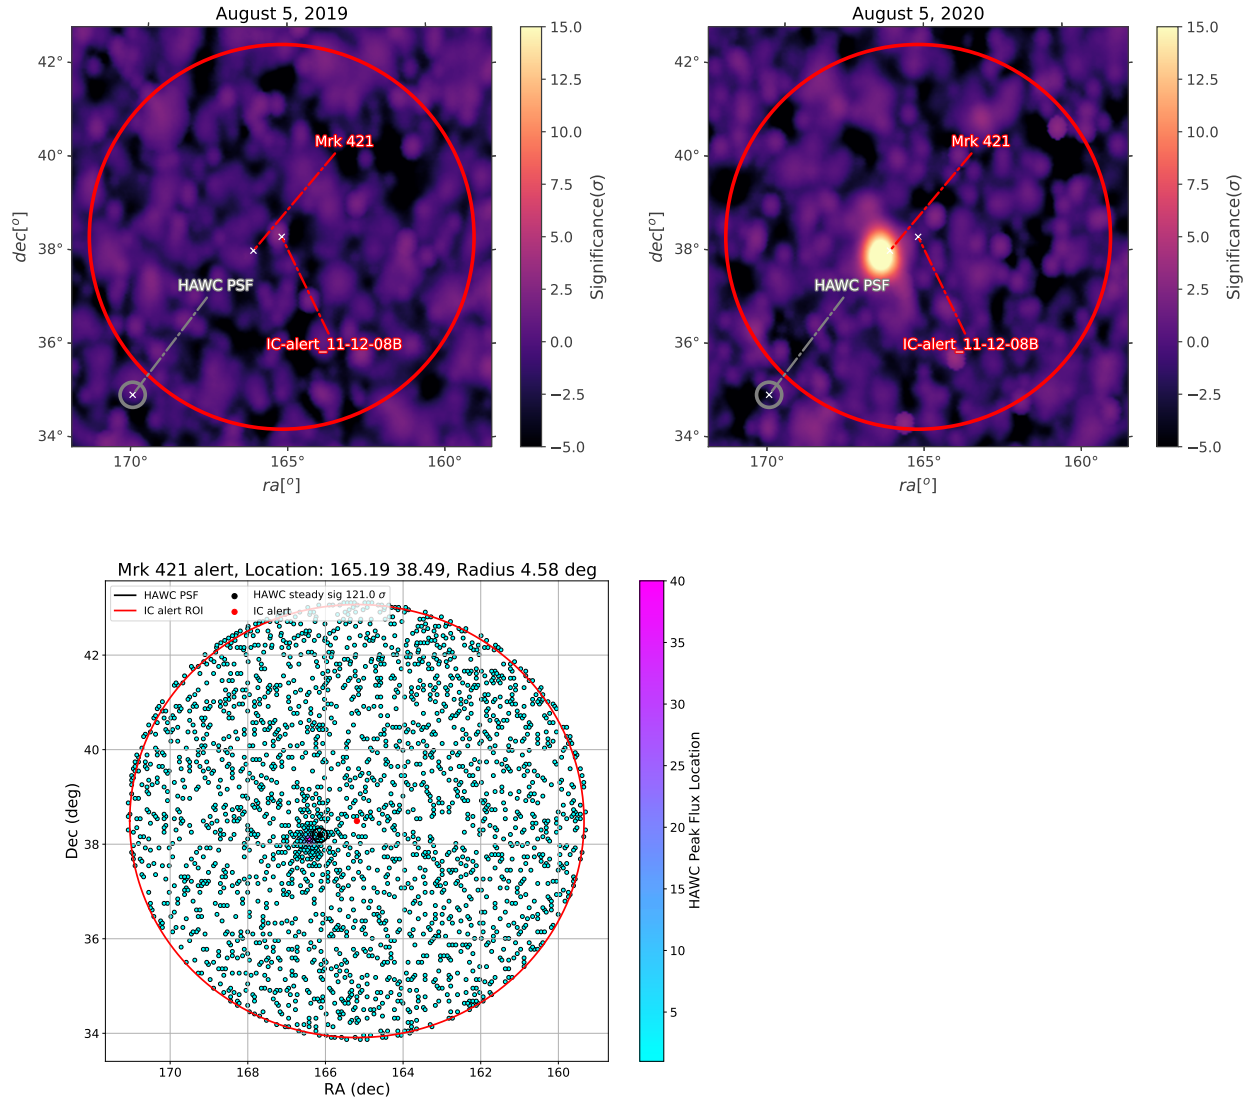 August 5, 2019
42°
40°
38°
36°
34°
dec[o]
Mrk 421
HAWC PSF
IC-alert_11-12-08B
170°
165°
160°
ra[o]
15.0
12.5
10.0
7.5
5.0
2.5
0.0
−2.5
−5.0
Significance(σ)
August 5, 2020
42°
40°
38°
36°
34°
dec[o]
Mrk 421
HAWC PSF
IC-alert_11-12-08B
170°
165°
160°
ra[o]
15.0
12.5
10.0
7.5
5.0
2.5
0.0
−2.5
−5.0
Significance(σ)
Mrk 421 alert, Location: 165.19 38.49, Radius 4.58 deg
HAWC PSF
IC alert ROI
HAWC steady sig 121.0 σ
IC alert
42
40
38
36
34
Dec (deg)
170
168
166
164
162
160
RA (dec)
40
35
30
25
20
15
10
5
HAWC Peak Flux Location